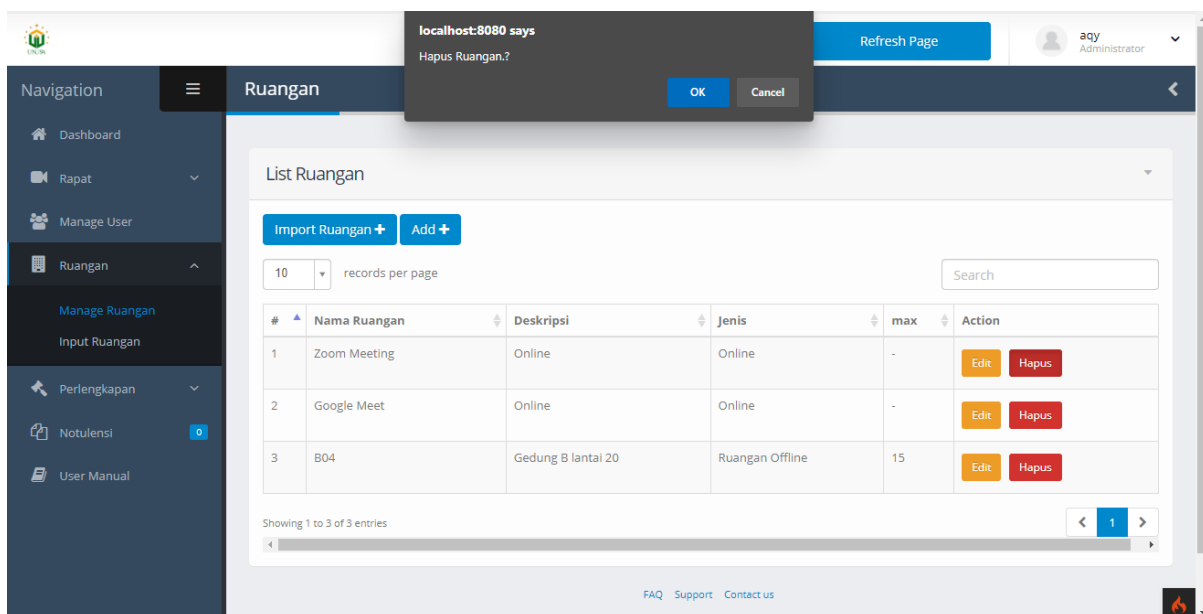 localhost:8080 says
Hapus Ruangan.?
OK Cancel
Refresh Page
aqy
Administrator
Navigation
Ruangan
Dashboard
Rapat
Manage User
Ruangan
Manage Ruangan
Input Ruangan
Perlengkapan
Notulensi 0
User Manual
List Ruangan
Import Ruangan + Add +
10 records per page Search
# Nama Ruangan Deskripsi Jenis max Action
1 Zoom Meeting Online Online - Edit Hapus
2 Google Meet Online Online - Edit Hapus
3 B04 Gedung B lantai 20 Ruangan Offline 15 Edit Hapus
Showing 1 to 3 of 3 entries < 1 >
FAQ Support Contact us